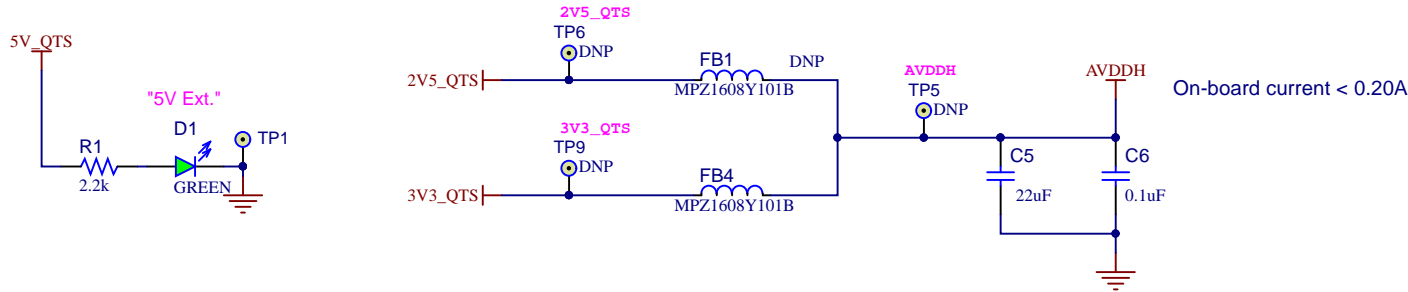 5V_QTS
"5V Ext."
D1
TP1
R1
2.2k
GREEN
2V5_QTS
TP6
DNP
2V5_QTS
FB1
DNP
MPZ1608Y101B
3V3_QTS
TP9
DNP
3V3_QTS
FB4
MPZ1608Y101B
AVDDH
TP5
DNP
AVDDH
On-board current < 0.20A
C5
22uF
C6
0.1uF